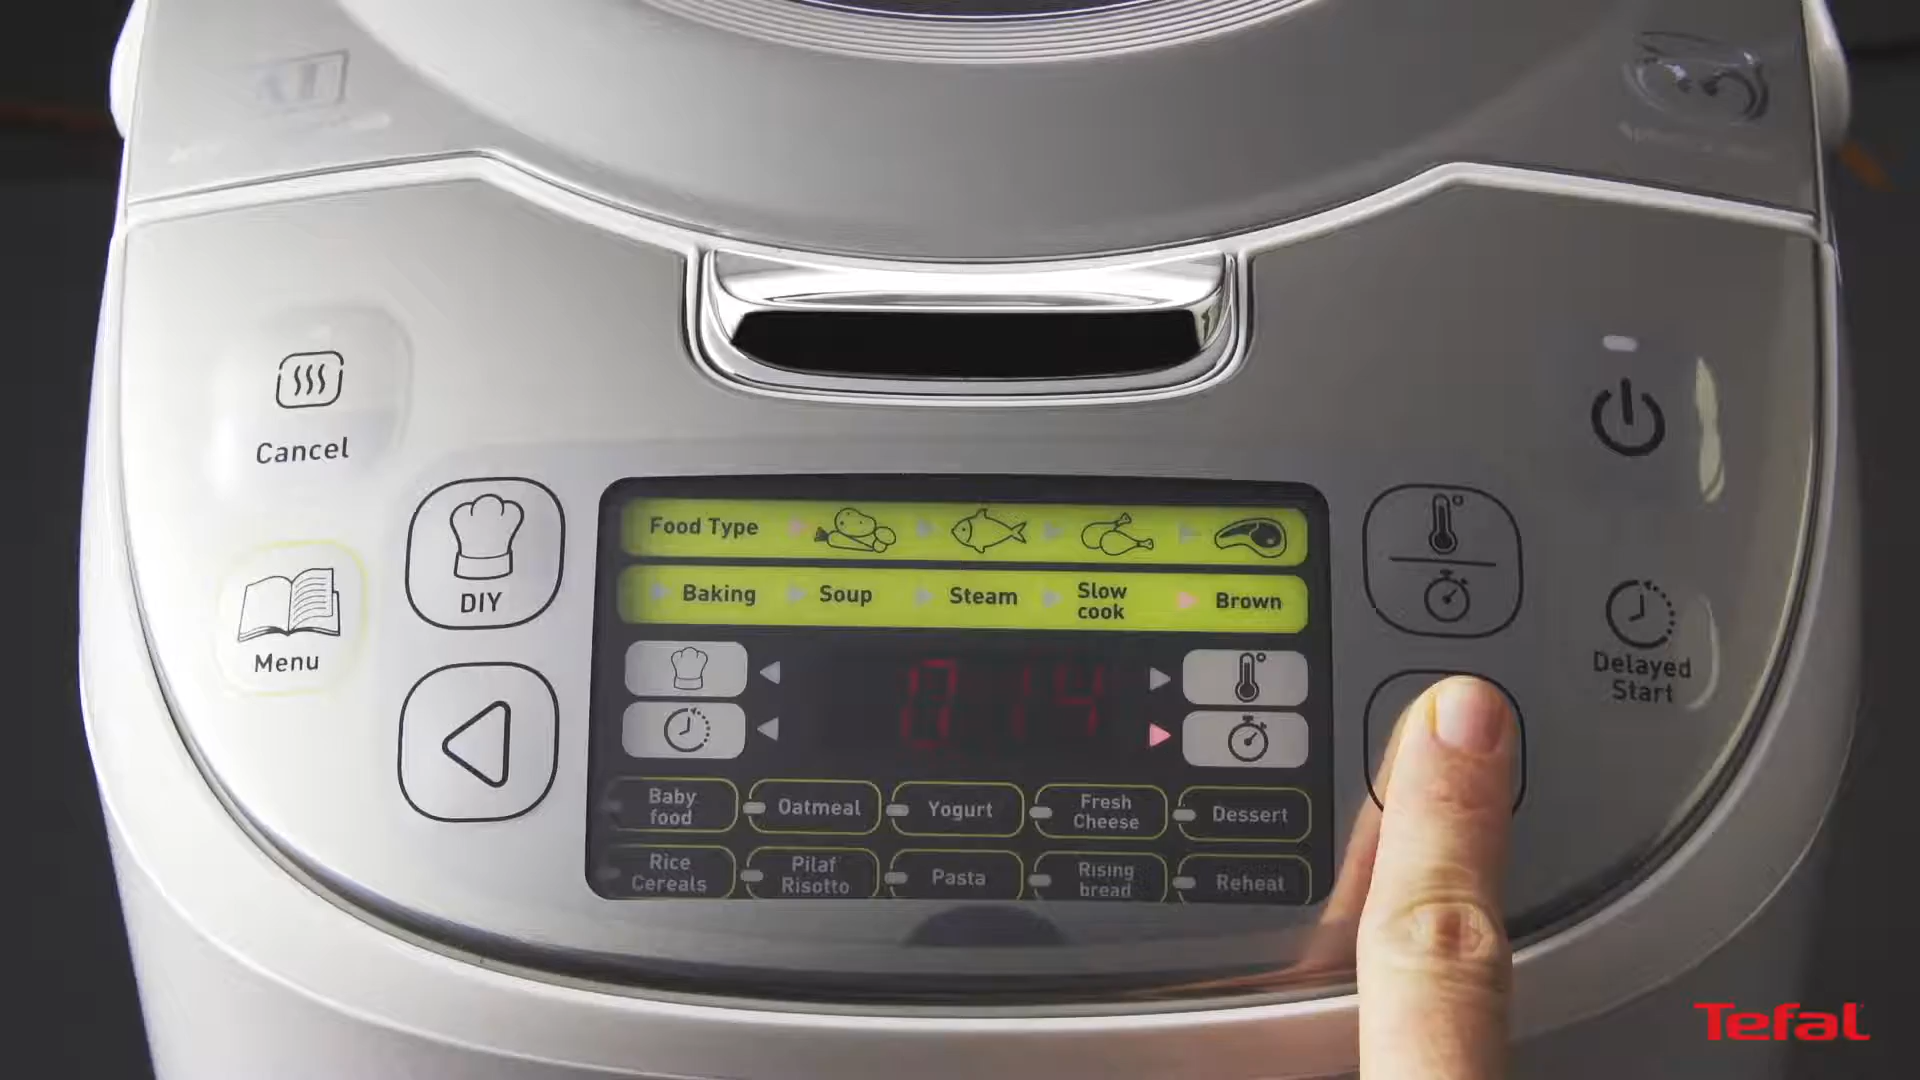 AI
Cancel
DIY
Menu
Food Type
Baking Soup Steam Slow cook Brown
0:14
Delayed
Start
Baby food Oatmeal Yogurt Fresh Cheese Dessert
Rice Cereals Pilaf Risotto Pasta Rising bread Reheat
Tefal